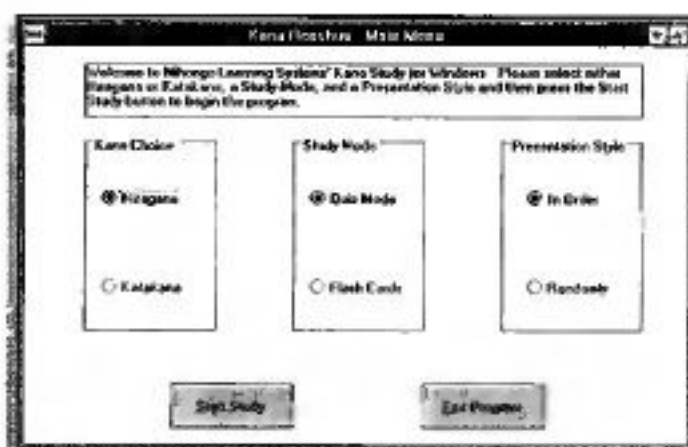 Main Menu
Welcome to Nihongo Learning Systems' Kana Study for Windows. Please select either
Hiragana or Katakana, a Study Mode, and a Presentation Style and then press the Start
Study button to begin the program.
Kana Choice
Study Mode
Presentation Style
Hiragana
Quiz Mode
In Order
Katakana
Flash Cards
Randomly
Start Study
End Program